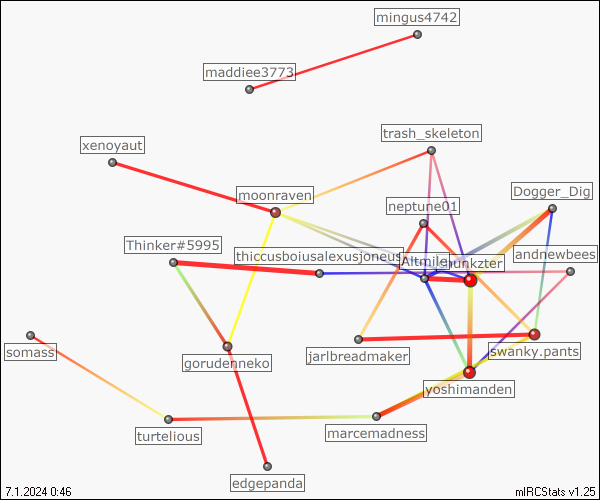 mingus4742
maddiee3773
trash_skeleton
xenoyaut
moonraven
Dogger_Dig
neptune01
Thinker#5995
thiccusboiusalexusjoneus
andnewbees
swanky.pants
somass
gorudenneko
jarlbreadmaker
yoshimanden
turtelious
marcemadness
edgepanda
7.1.2024 0:46
mIRCStats v1.25